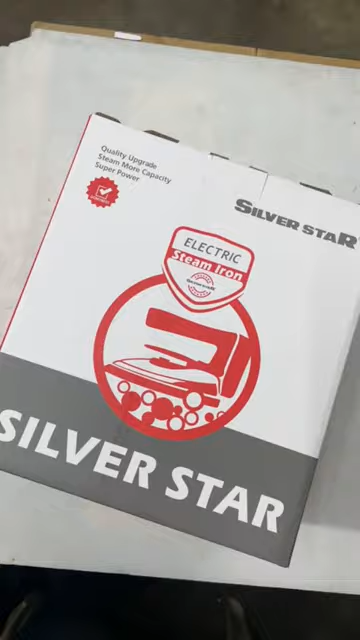 Quality Upgrade
Steam More Capacity
Super Power
SILVER STAR
ELECTRIC
Steam Iron
SILVER STAR